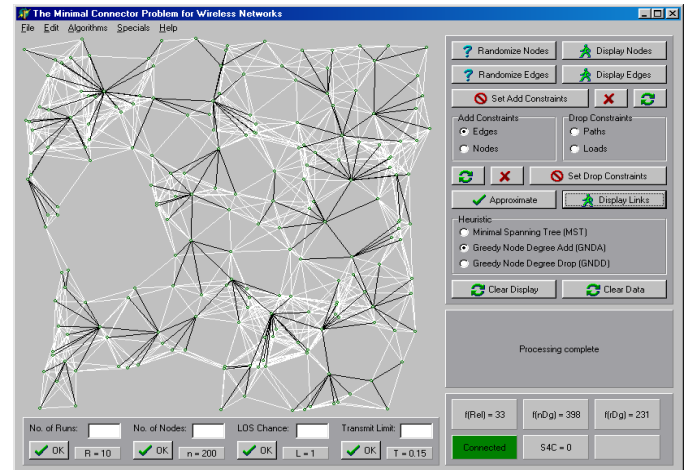 The Minimal Connector Problem for Wireless Networks
File Edit Algorithms Specials Help
Randomize Nodes
Display Nodes
Randomize Edges
Display Edges
Set Add Constraints
Add Constraints
Drop Constraints
Edges
Paths
Nodes
Loads
Set Drop Constraints
Approximate
Display Links
Heuristic
Minimal Spanning Tree (MST)
Greedy Node Degree Add (GNDA)
Greedy Node Degree Drop (GNDD)
Clear Display
Clear Data
Processing complete
f(Rel) = 33
f(nDg) = 398
f(rDg) = 231
Connected
S4C = 0
No. of Runs:
No. of Nodes:
LOS Chance:
Transmit Limit:
OK
R = 10
OK
n = 200
OK
L = 1
OK
T = 0.15